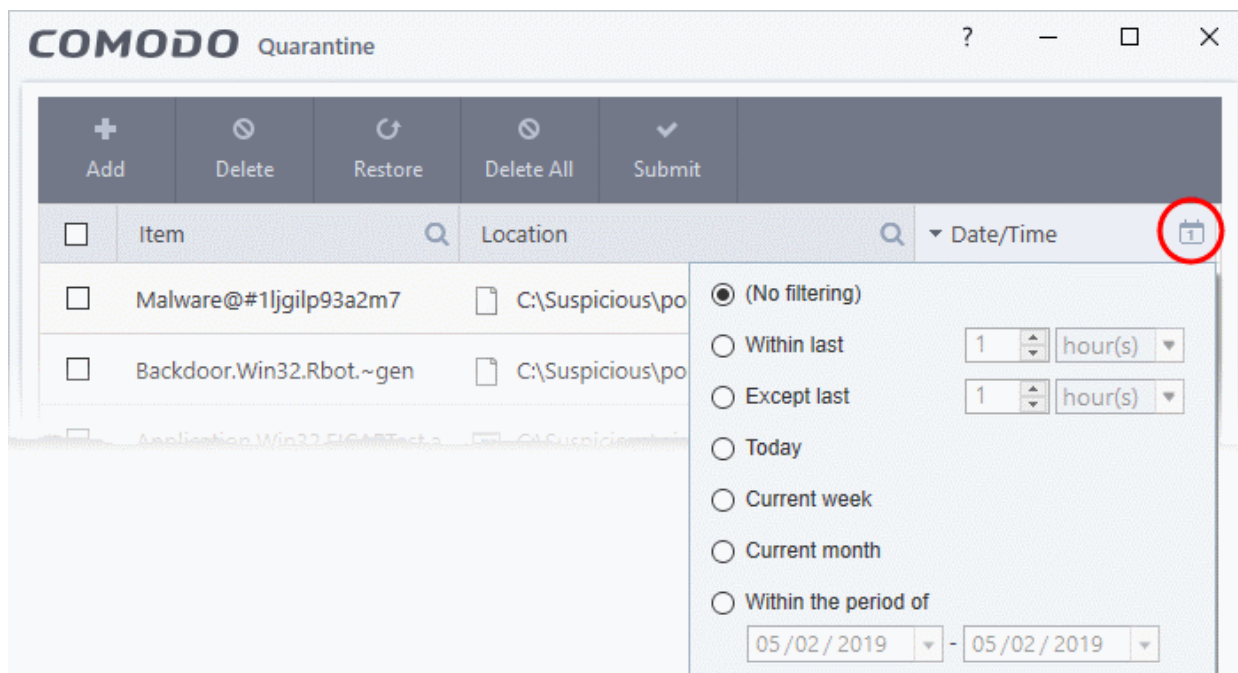 COMODO Quarantine ?
Add Delete Restore Delete All Submit
Item Location Date/Time 1
Malware@#1ljgilp93a2m7 C:\Suspicious\po
Backdoor.Win32.Rbot.~gen C:\Suspicious\po
(No filtering)
Within last 1 hour(s)
Except last 1 hour(s)
Today
Current week
Current month
Within the period of
05/02/2019 - 05/02/2019